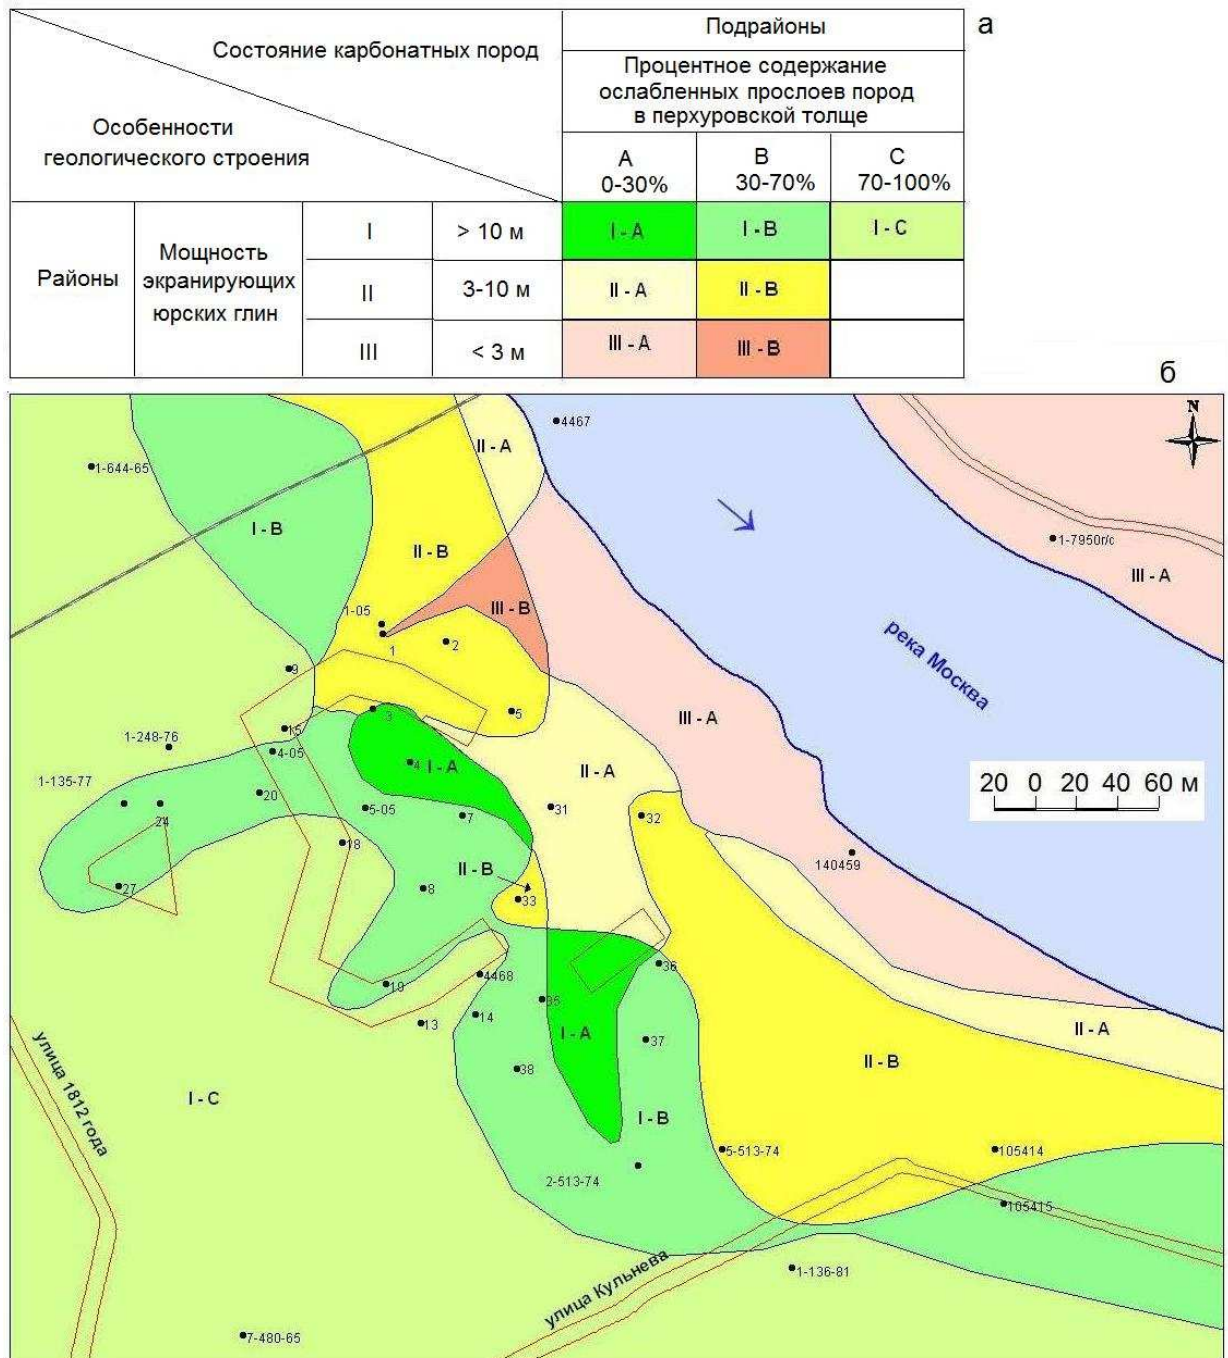 а
Состояние карбонатных пород
Особенности
геологического строения
Подрайоны
Процентное содержание
ослабленных прослоев пород
в перхуровской толще
A
0-30%
B
30-70%
C
70-100%
Районы
Мощность
экранирующих
юрских глин
I
> 10 м
I - A
I - B
I - C
II
3-10 м
II - A
II - B
III
< 3 м
III - A
III - B
б
N
4467
II - A
1-644-65
I - B
II - B
1-7950г/с
III - A
1-05
III - B
1
2
река Москва
9
3
5
III - A
15
1-248-76
4-05
4
I - A
II - A
20 0 20 40 60 м
1-135-77
20
24
5-05
7
31
32
18
140459
II - B
27
8
33
36
4468
19
35
14
13
I - A
37
II - A
улица 1812 года
38
II - B
I - C
I - B
5-513-74
105414
2-513-74
105415
улица Кульнева
1-136-81
7-480-65